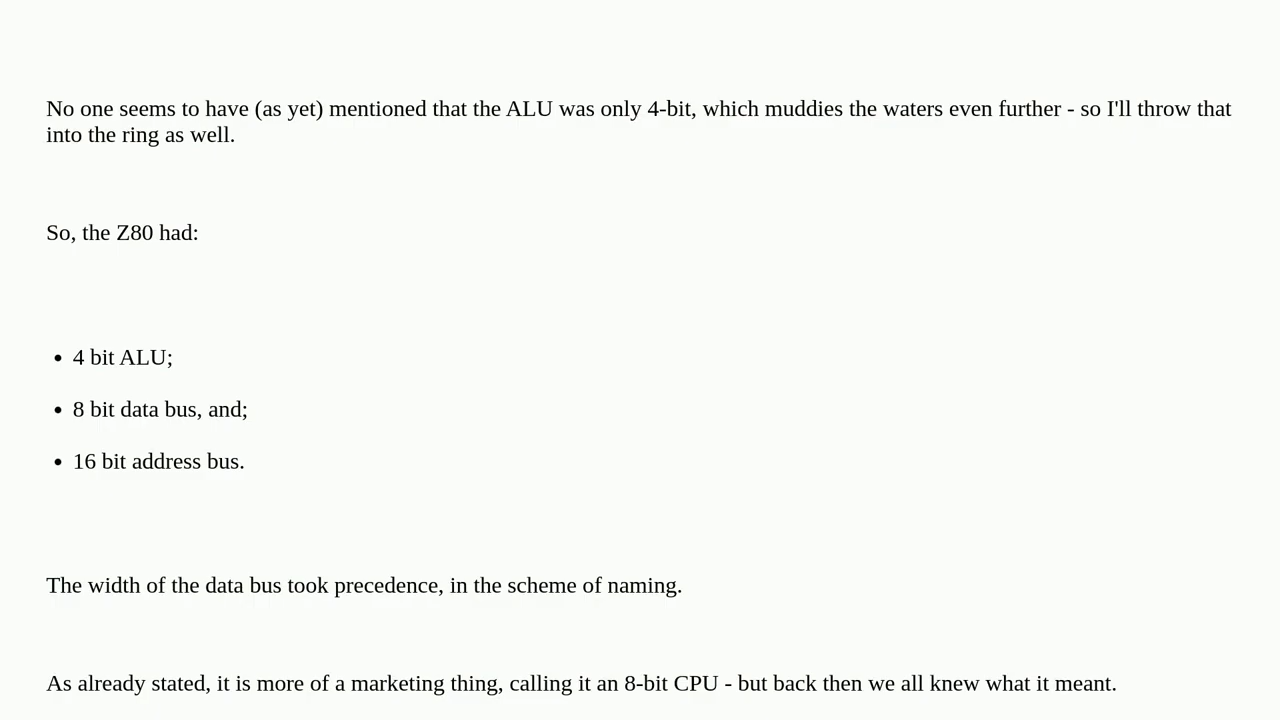 No one seems to have (as yet) mentioned that the ALU was only 4-bit, which muddies the waters even further - so I'll throw that
into the ring as well.
So, the Z80 had:
• 4 bit ALU;
• 8 bit data bus, and;
• 16 bit address bus.
The width of the data bus took precedence, in the scheme of naming.
As already stated, it is more of a marketing thing, calling it an 8-bit CPU - but back then we all knew what it meant.